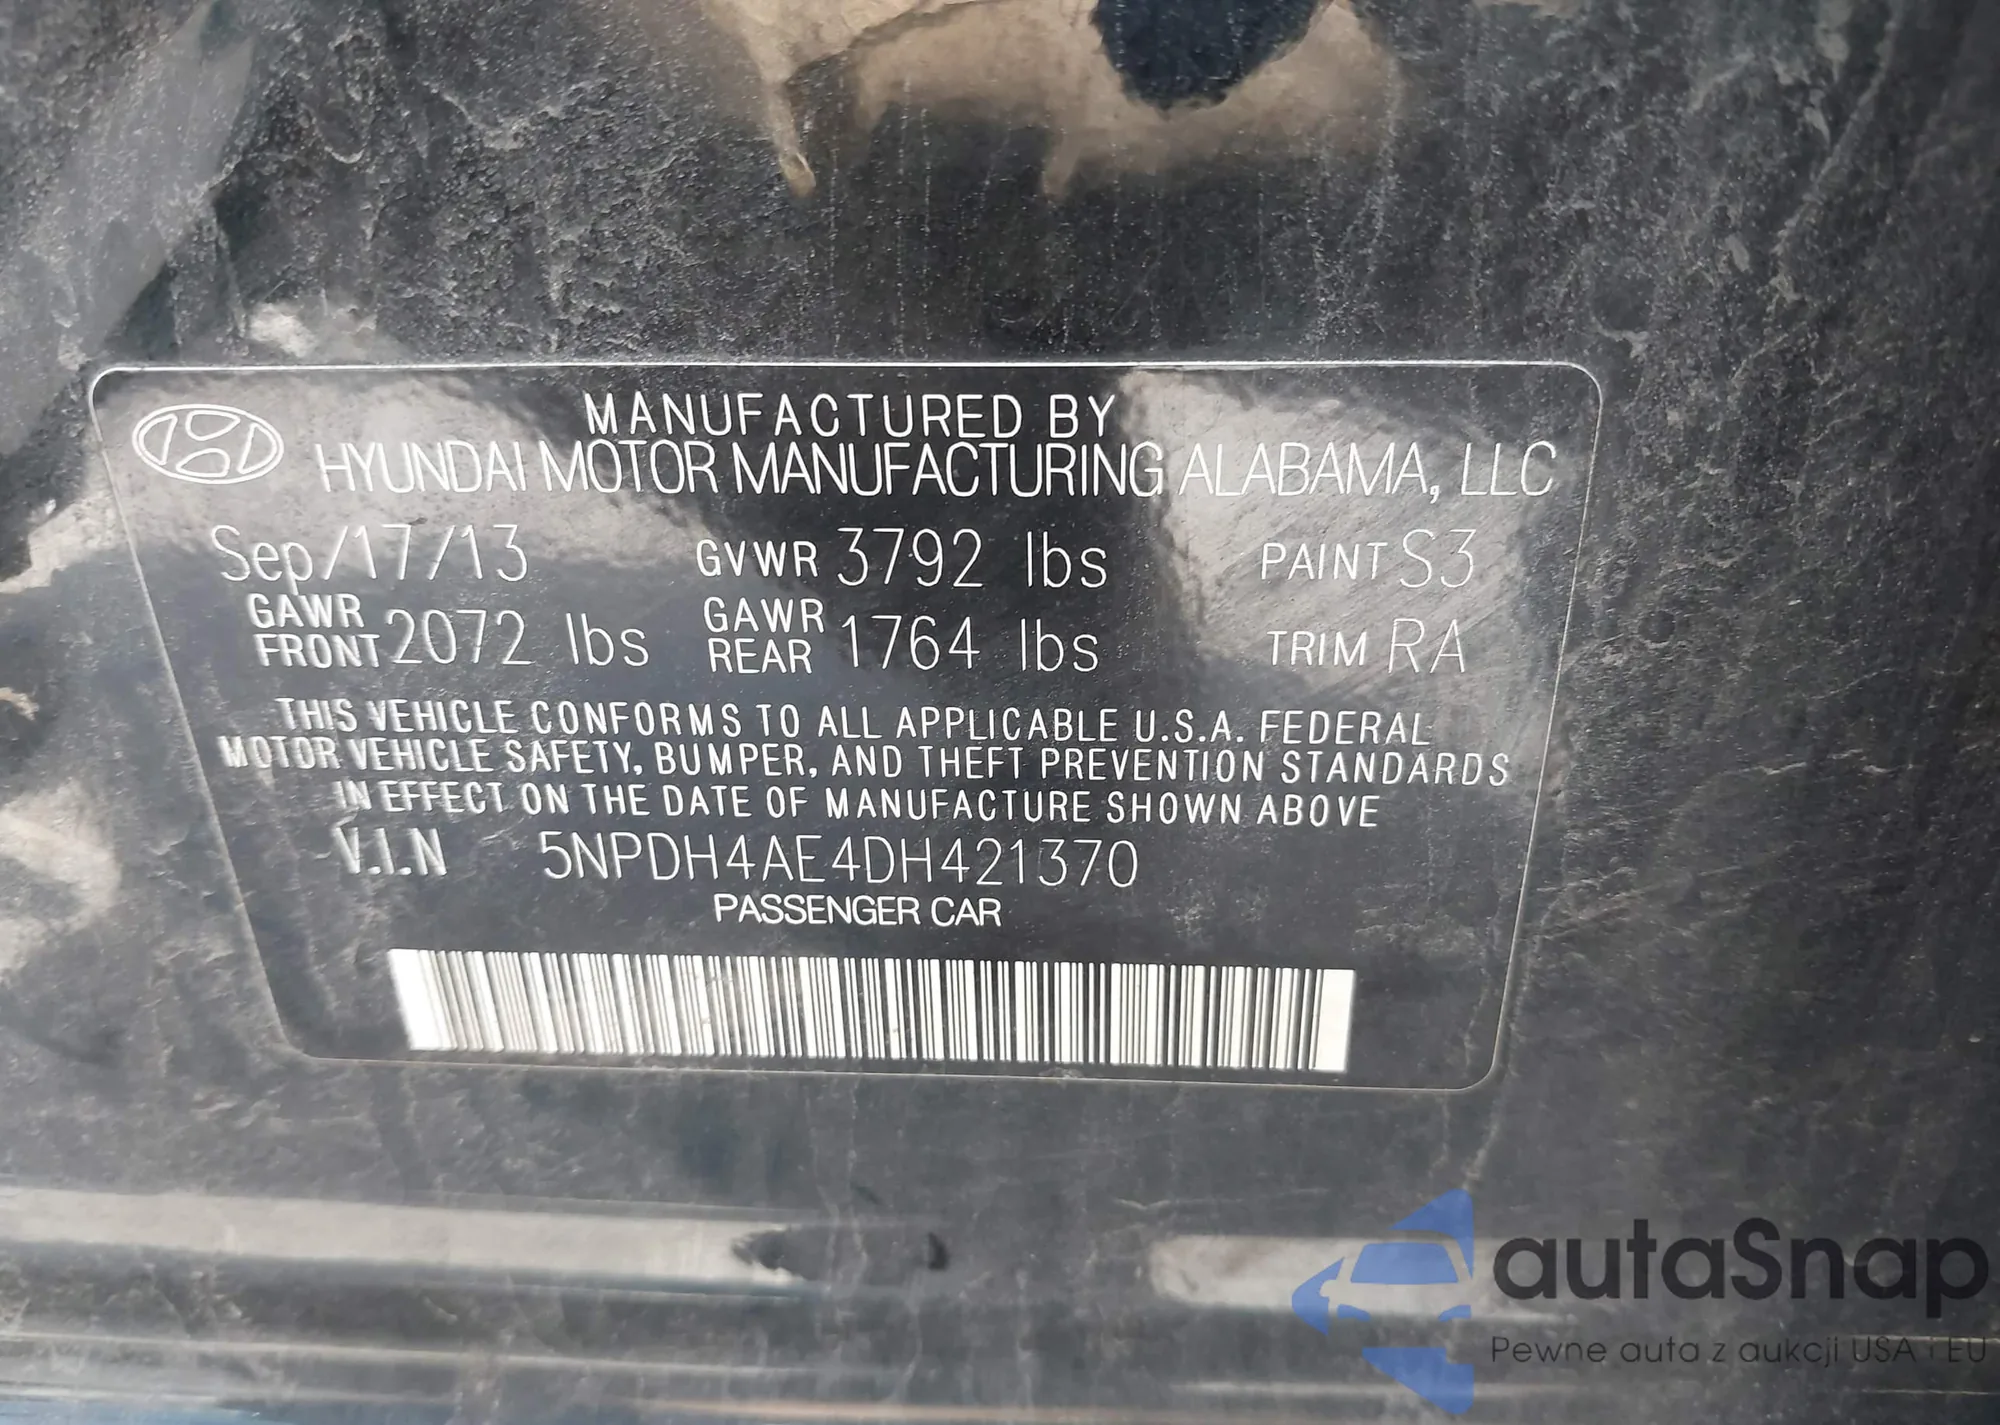 MANUFACTURED BY
HYUNDAI MOTOR MANUFACTURING ALABAMA, LLC
Sep/17/13 GVWR 3792 lbs PAINT S3
GAWR FRONT 2072 lbs GAWR REAR 1764 lbs TRIM RA
THIS VEHICLE CONFORMS TO ALL APPLICABLE U.S.A. FEDERAL
MOTOR VEHICLE SAFETY, BUMPER, AND THEFT PREVENTION STANDARDS
IN EFFECT ON THE DATE OF MANUFACTURE SHOWN ABOVE
V.I.N 5NPDH4AE4DH421370
PASSENGER CAR
autaSnap
Pewne auta z aukcji USA i EU